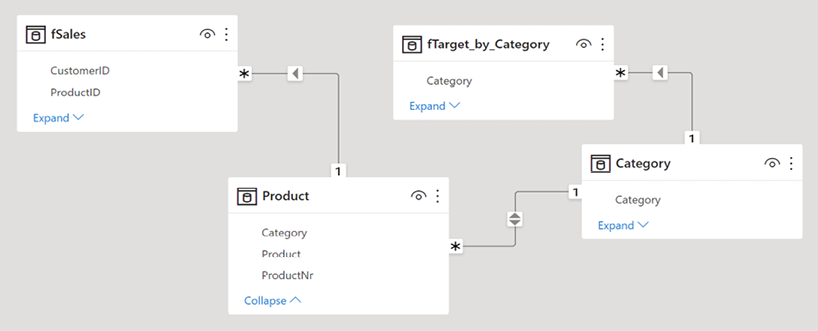 fSales
CustomerID
ProductID
Expand
fTarget_by_Category
Category
Expand
*
*
1
1
Category
Category
Expand
1
Product
Category
Product
ProductNr
Collapse
*